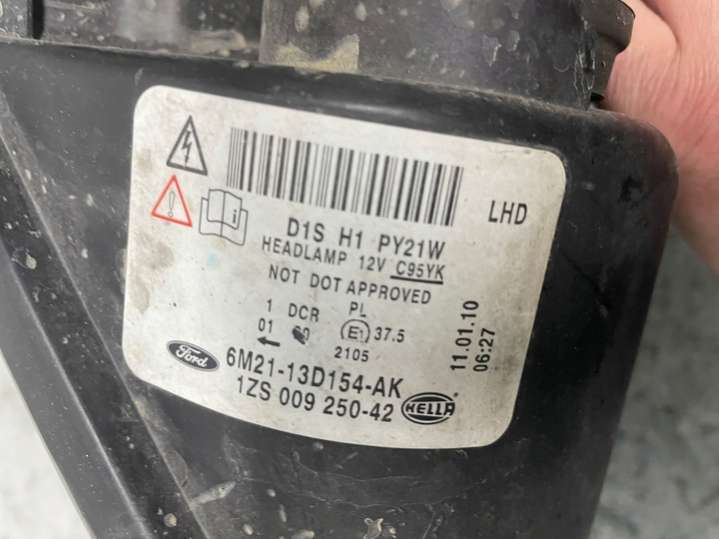 LHD
D1S H1 PY21W
HEADLAMP 12V C95YK
NOT DOT APPROVED
1 DCR PL
01 E1 37.5
2105
11.01.10
06:27
Ford
6M21-13D154-AK
1ZS 009 250-42
HELLA